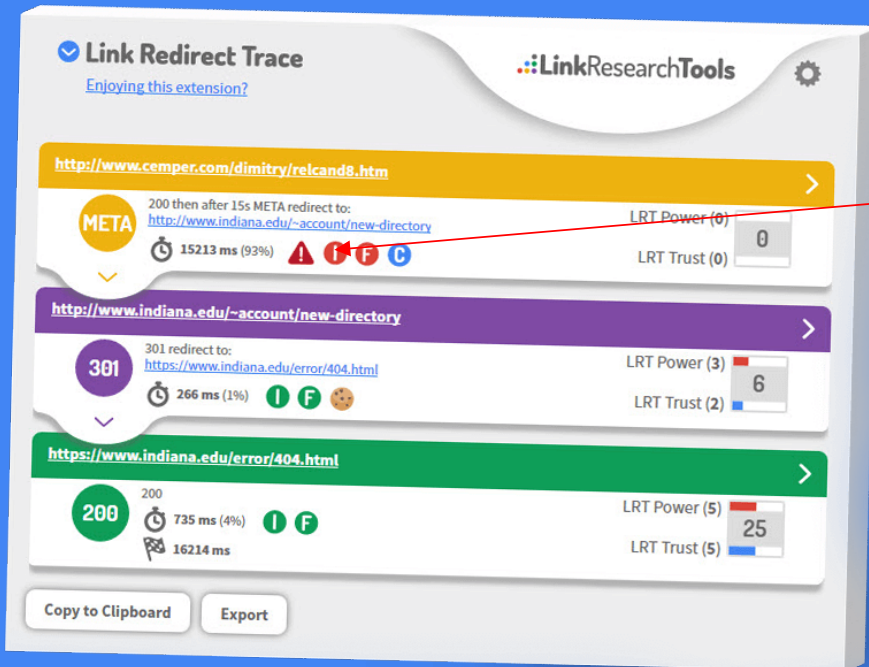 Link Redirect Trace
Enjoying this extension?
LinkResearchTools
http://www.cemper.com/dimitry/relcand8.htm
META
200 then after 15s META redirect to:
http://www.indiana.edu/~account/new-directory
15213 ms (93%) ! i F C
LRT Power (0)
0
LRT Trust (0)
http://www.indiana.edu/~account/new-directory
301
301 redirect to:
https://www.indiana.edu/error/404.html
266 ms (1%) I F
LRT Power (3)
6
LRT Trust (2)
https://www.indiana.edu/error/404.html
200
200
735 ms (4%) I F
16214 ms
LRT Power (5)
25
LRT Trust (5)
Copy to Clipboard
Export